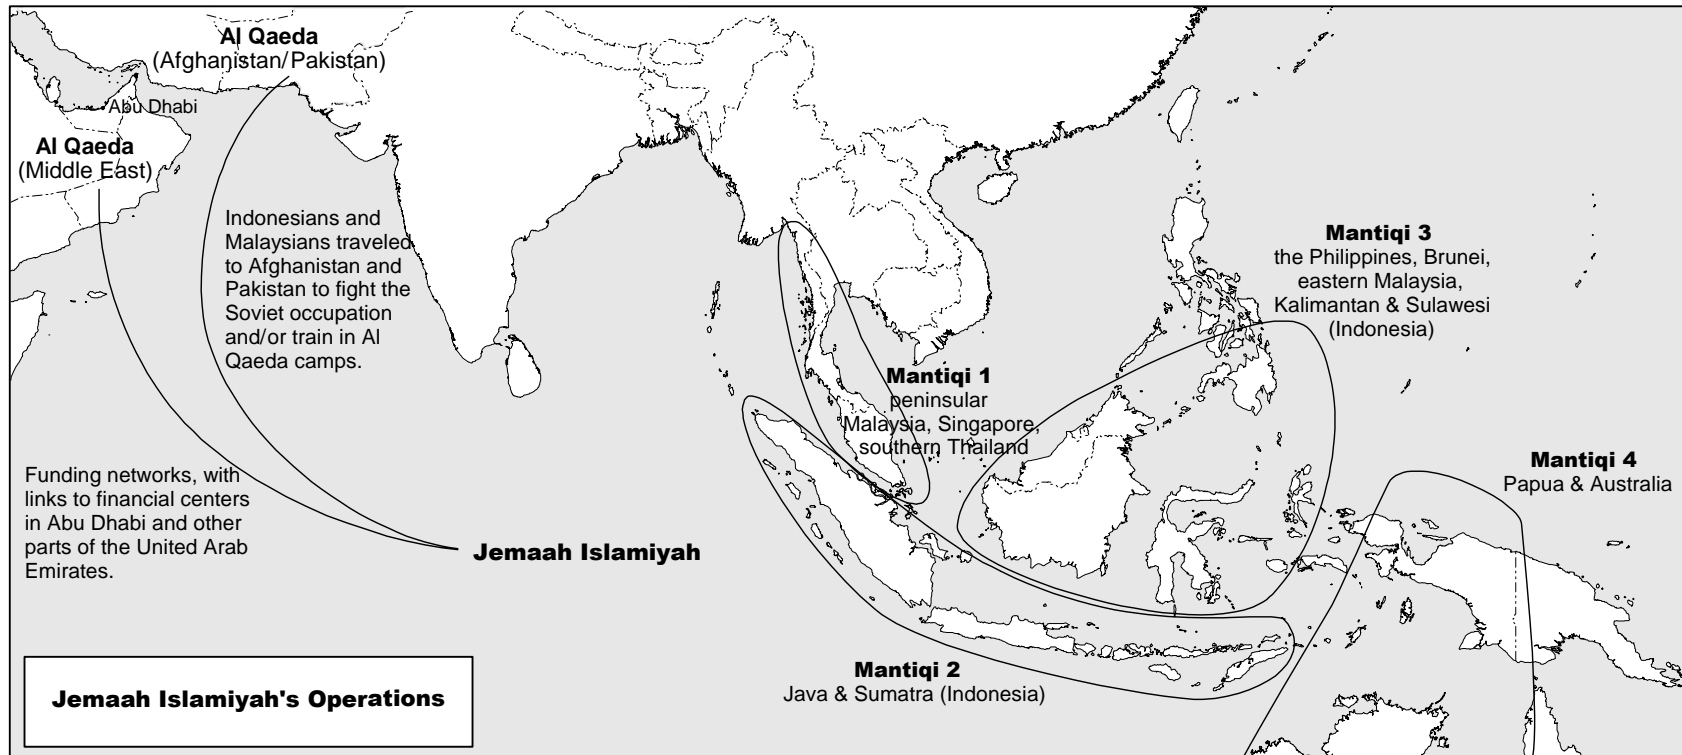 Al Qaeda
(Afghanistan/Pakistan)
Abu Dhabi
Al Qaeda
(Middle East)
Indonesians and
Malaysians traveled
to Afghanistan and
Pakistan to fight the
Soviet occupation
and/or train in Al
Qaeda camps.
Mantiqi 3
the Philippines, Brunei,
eastern Malaysia,
Kalimantan & Sulawesi
(Indonesia)
Mantiqi 1
peninsular
Malaysia, Singapore,
southern Thailand
Mantiqi 4
Papua & Australia
Funding networks, with
links to financial centers
in Abu Dhabi and other
parts of the United Arab
Emirates.
Jemaah Islamiyah
Mantiqi 2
Java & Sumatra (Indonesia)
Jemaah Islamiyah's Operations